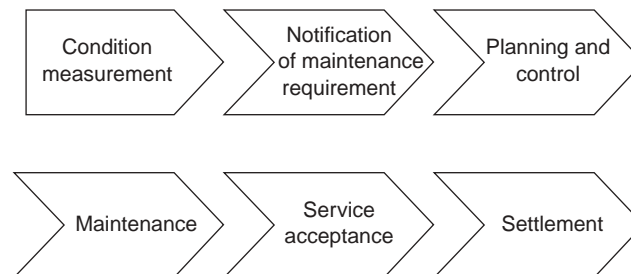 Condition
measurement
Notification
of maintenance
requirement
Planning and
control
Maintenance
Service
acceptance
Settlement